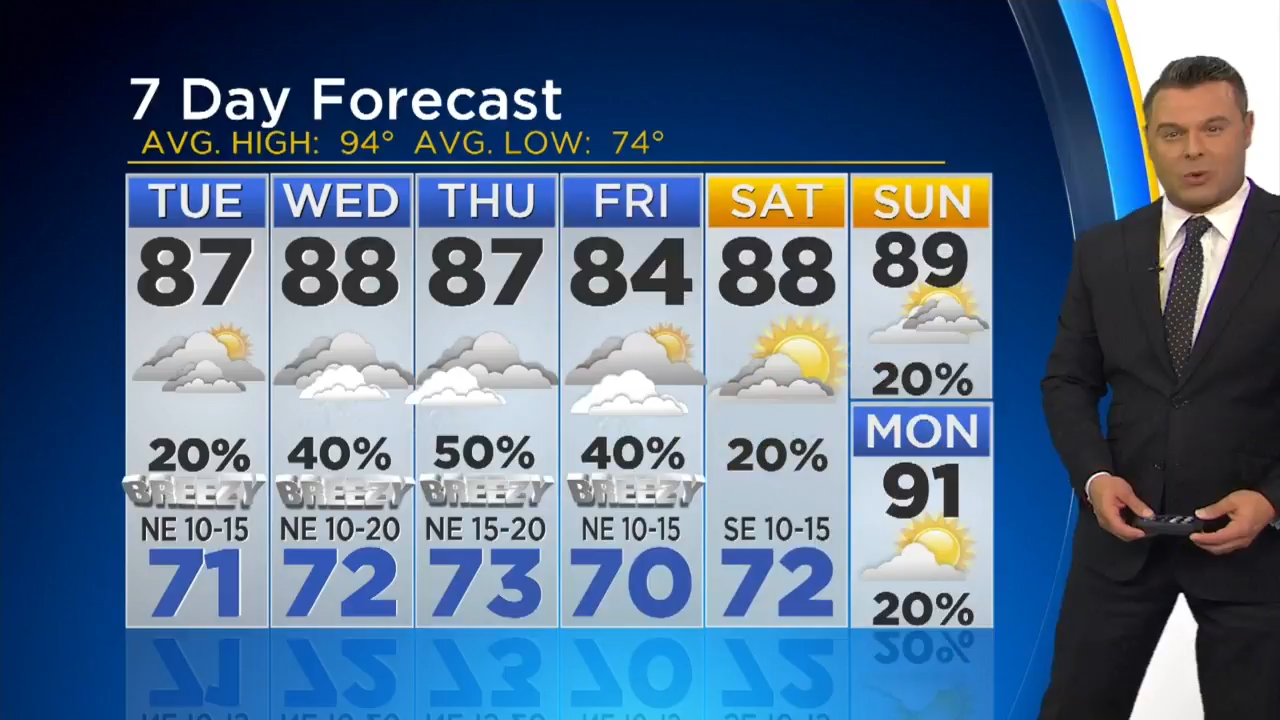 7 Day Forecast
AVG. HIGH: 94° AVG. LOW: 74°
TUE
87
20%
BREEZY
NE 10-15
71
WED
88
40%
BREEZY
NE 10-20
72
THU
87
50%
BREEZY
NE 15-20
73
FRI
84
40%
BREEZY
NE 10-15
70
SAT
88
20%
SE 10-15
72
SUN
89
20%
MON
91
20%